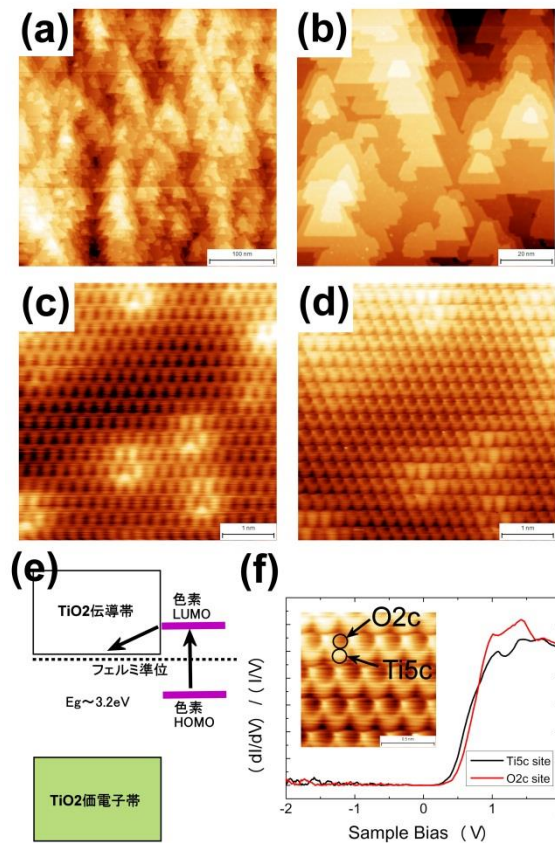 (a)
(b)
100 nm
20 nm
(c)
(d)
1 nm
1 nm
(e)
TiO2伝導帯
色素
LUMO
フェルミ準位
Eg～3.2eV
色素
HOMO
TiO2価電子帯
(f)
(dI/dV) / (I/V)
O2c
Ti5c
Ti5c site
O2c site
-2
-1
0
1
Sample Bias (V)